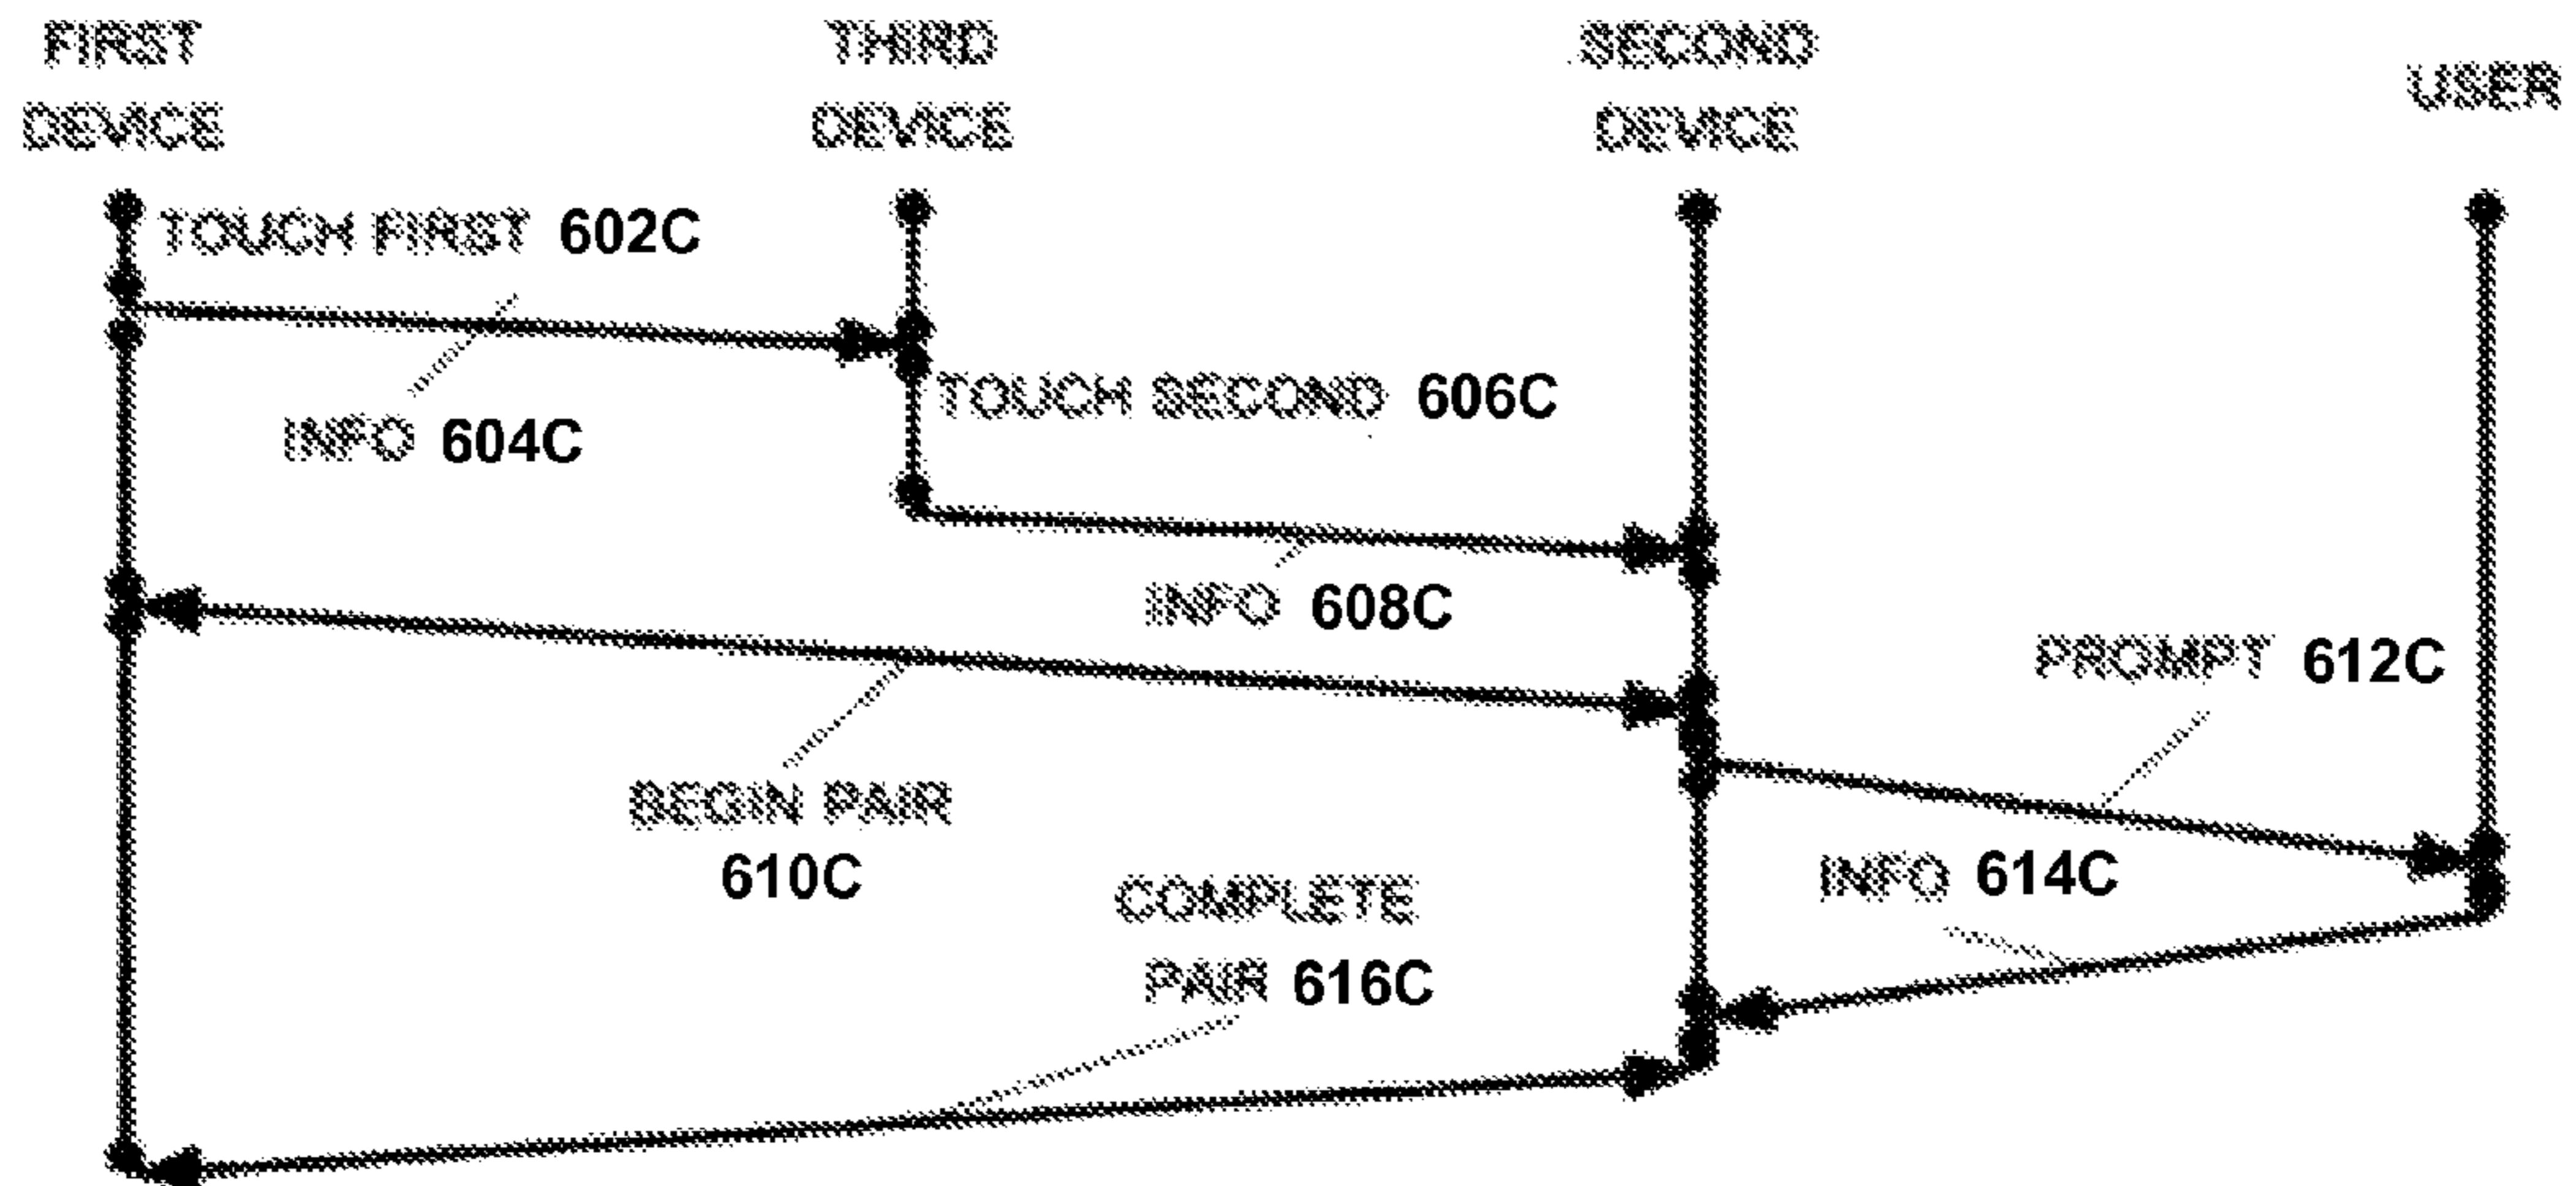 FIRST
DEVICE
THIRD
DEVICE
SECOND
DEVICE
USER
TOUCH FIRST 602C
INFO 604C
TOUCH SECOND 606C
INFO 608C
BEGIN PAIR
610C
PROMPT 612C
INFO 614C
COMPLETE
PAIR 616C